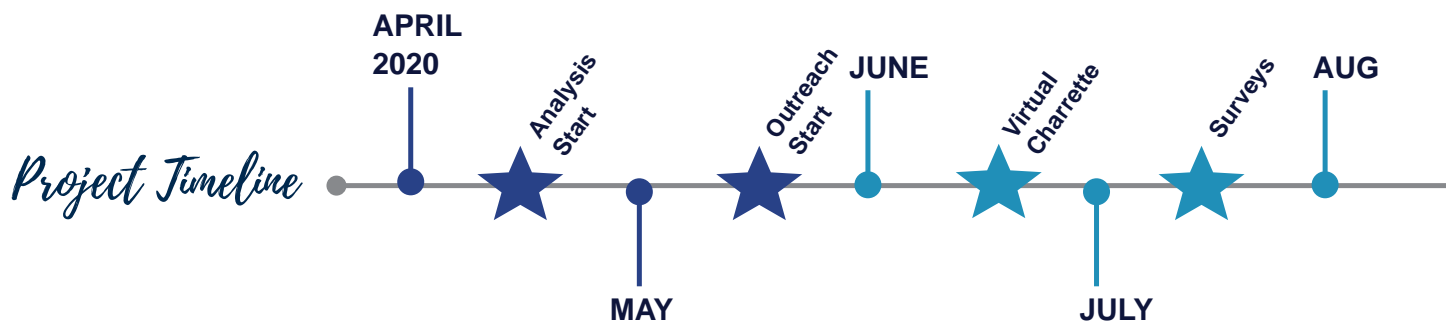 Project Timeline
APRIL
2020
Analysis
Start
MAY
Outreach
Start
JUNE
Virtual
Charrette
JULY
Surveys
AUG